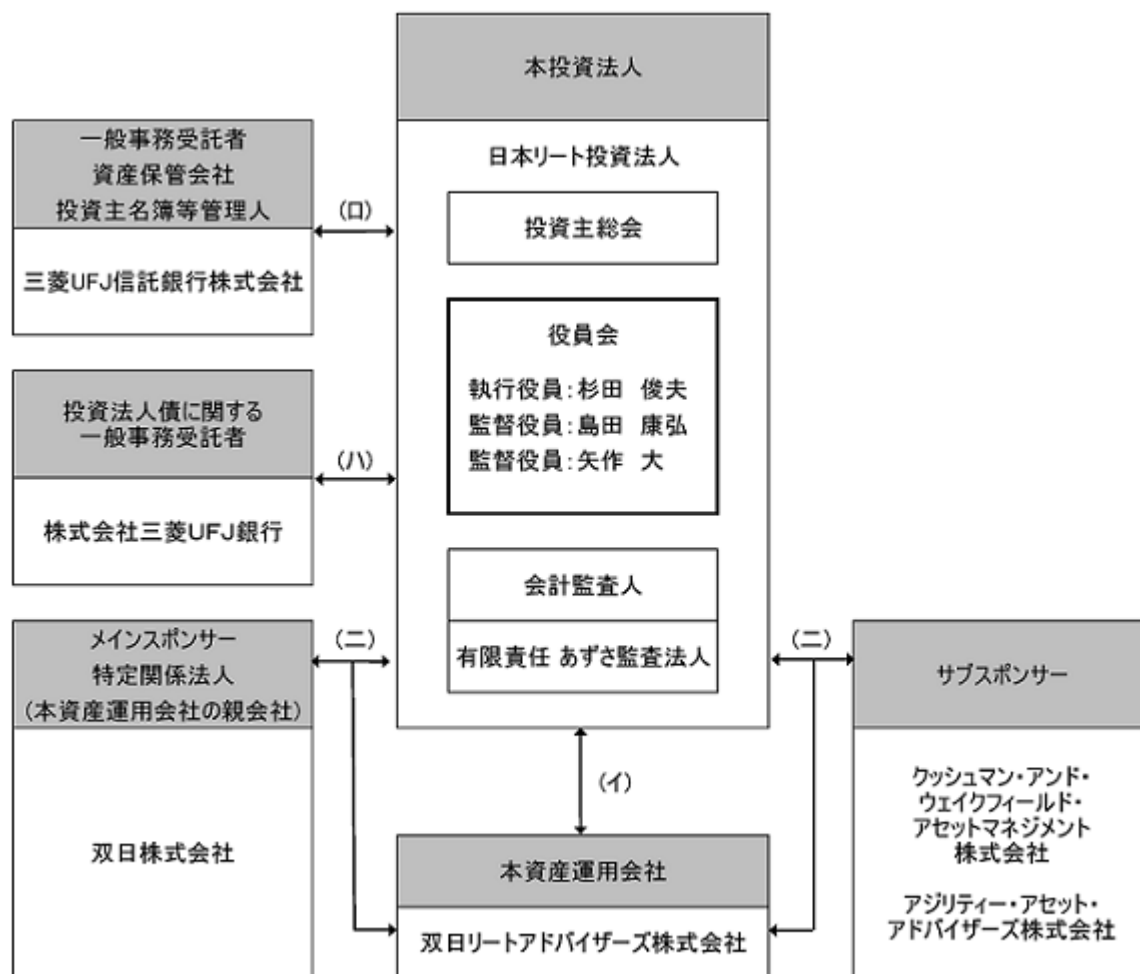 本投資法人
日本リート投資法人
投資主総会
役員会
執行役員:杉田 俊夫
監督役員:島田 康弘
監督役員:矢作 大
会計監査人
有限責任 あずさ監査法人
一般事務受託者
資産保管会社
投資主名簿等管理人
三菱UFJ信託銀行株式会社
(ロ)
投資法人債に関する
一般事務受託者
株式会社三菱UFJ銀行
(ハ)
メインスポンサー
特定関係法人
(本資産運用会社の親会社)
双日株式会社
(ニ)
(ニ)
サブスポンサー
クッシュマン・アンド・
ウェイクフィールド・
アセットマネジメント
株式会社
アジリティー・アセット・
アドバイザーズ株式会社
(イ)
本資産運用会社
双日リートアドバイザーズ株式会社